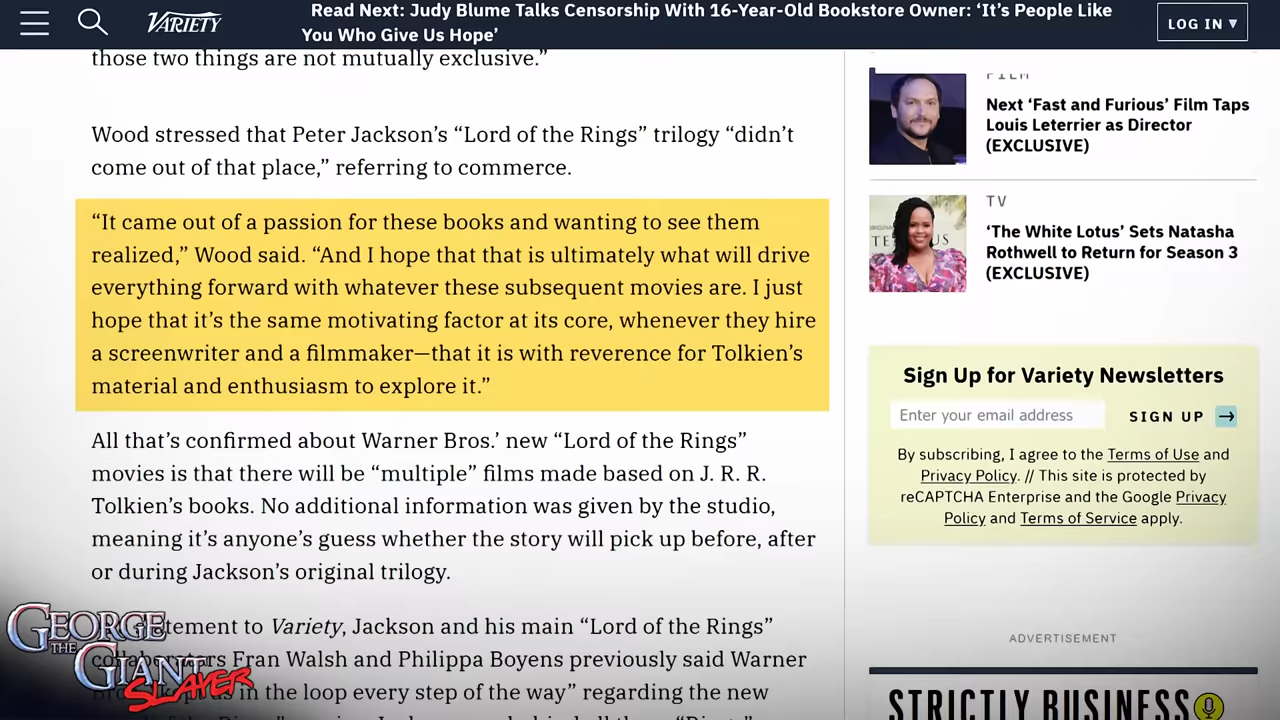 Read Next: Judy Blume Talks Censorship With 16-Year-Old Bookstore Owner: ‘It’s People Like
You Who Give Us Hope’
VARIETY
LOG IN ▾
those two things are not mutually exclusive.”
Wood stressed that Peter Jackson’s “Lord of the Rings” trilogy “didn’t
come out of that place,” referring to commerce.
“It came out of a passion for these books and wanting to see them
realized,” Wood said. “And I hope that that is ultimately what will drive
everything forward with whatever these subsequent movies are. I just
hope that it’s the same motivating factor at its core, whenever they hire
a screenwriter and a filmmaker—that it is with reverence for Tolkien’s
material and enthusiasm to explore it.”
All that’s confirmed about Warner Bros.’ new “Lord of the Rings”
movies is that there will be “multiple” films made based on J. R. R.
Tolkien’s books. No additional information was given by the studio,
meaning it’s anyone’s guess whether the story will pick up before, after
or during Jackson’s original trilogy.
to Variety, Jackson and his main “Lord of the Rings”
Fran Walsh and Philippa Boyens previously said Warner
in the loop every step of the way” regarding the new
GEORGE
THE
GIANT
SLAYER
FILM
Next ‘Fast and Furious’ Film Taps
Louis Leterrier as Director
(EXCLUSIVE)
TV
‘The White Lotus’ Sets Natasha
Rothwell to Return for Season 3
(EXCLUSIVE)
Sign Up for Variety Newsletters
Enter your email address
SIGN UP →
By subscribing, I agree to the Terms of Use and
Privacy Policy. // This site is protected by
reCAPTCHA Enterprise and the Google Privacy
Policy and Terms of Service apply.
ADVERTISEMENT
STRICTLY BUSINESS